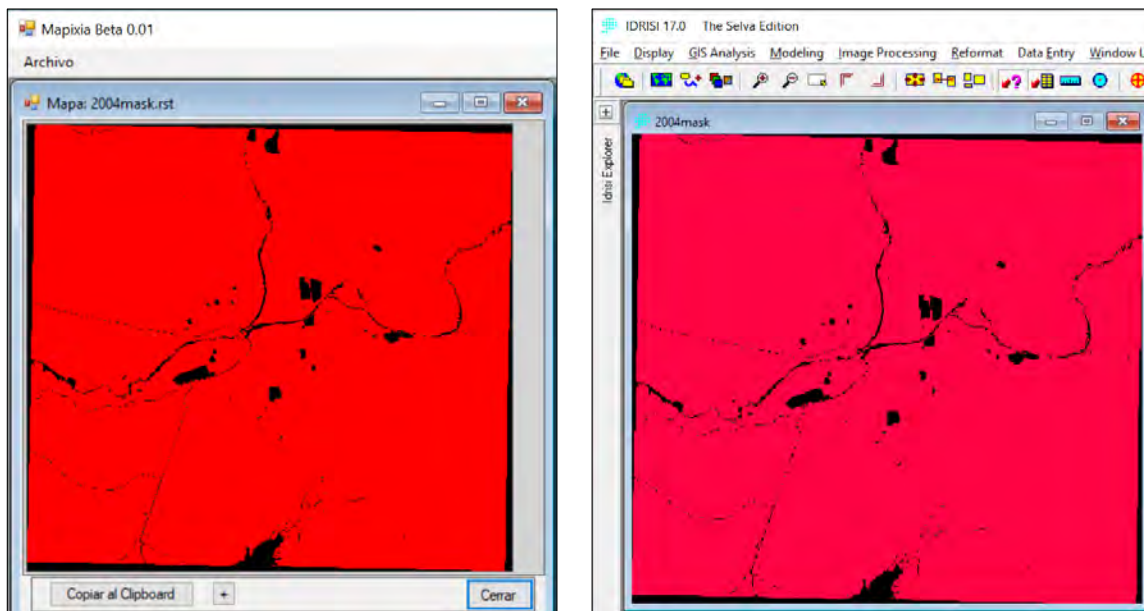 Mapixia Beta 0.01
Archivo
Mapa: 2004mask.rst
Copiar al Clipboard
+
Cerrar
IDRISI 17.0 The Selva Edition
File Display GIS Analysis Modeling Image Processing Reformat Data Entry Window L
Idrisi Explorer
2004mask